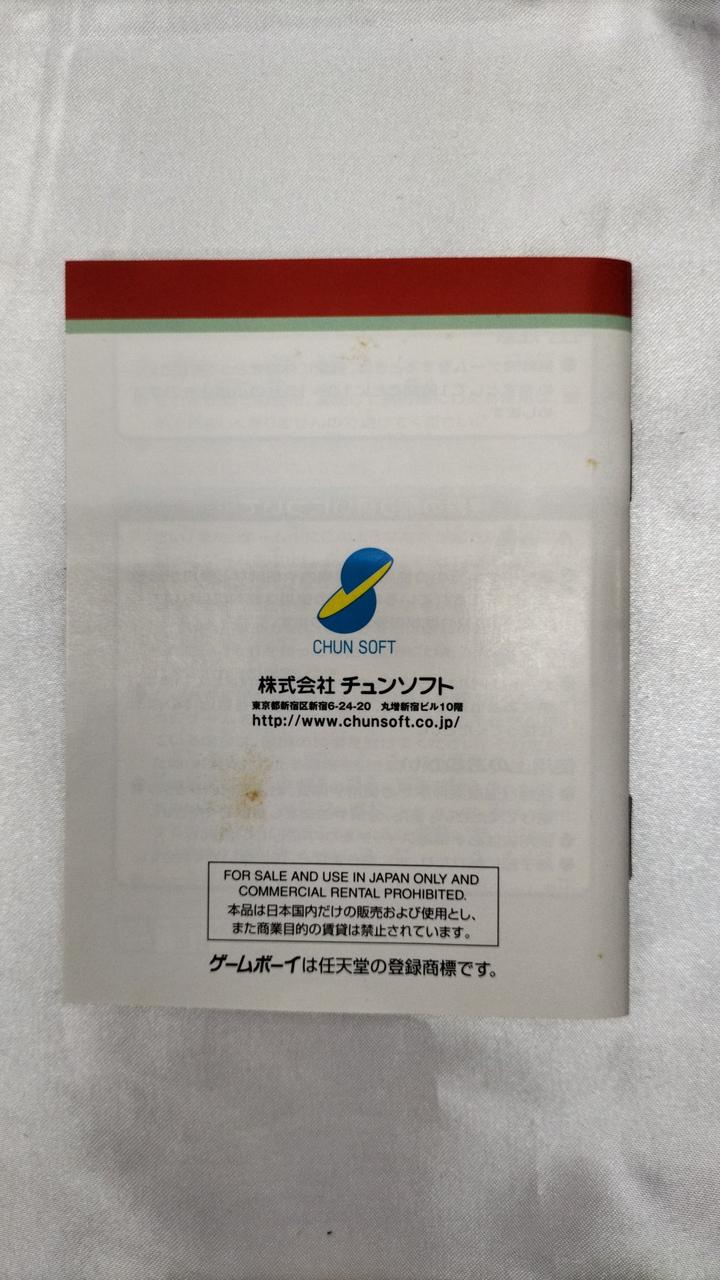 CHUN SOFT
株式会社 チュンソフト
東京都新宿区新宿6-24-20 丸増新宿ビル10階
http://www.chunsoft.co.jp/
FOR SALE AND USE IN JAPAN ONLY AND
COMMERCIAL RENTAL PROHIBITED.
本品は日本国内だけの販売および使用とし、
また商業目的の賃貸は禁止されています。
ゲームボーイは任天堂の登録商標です。